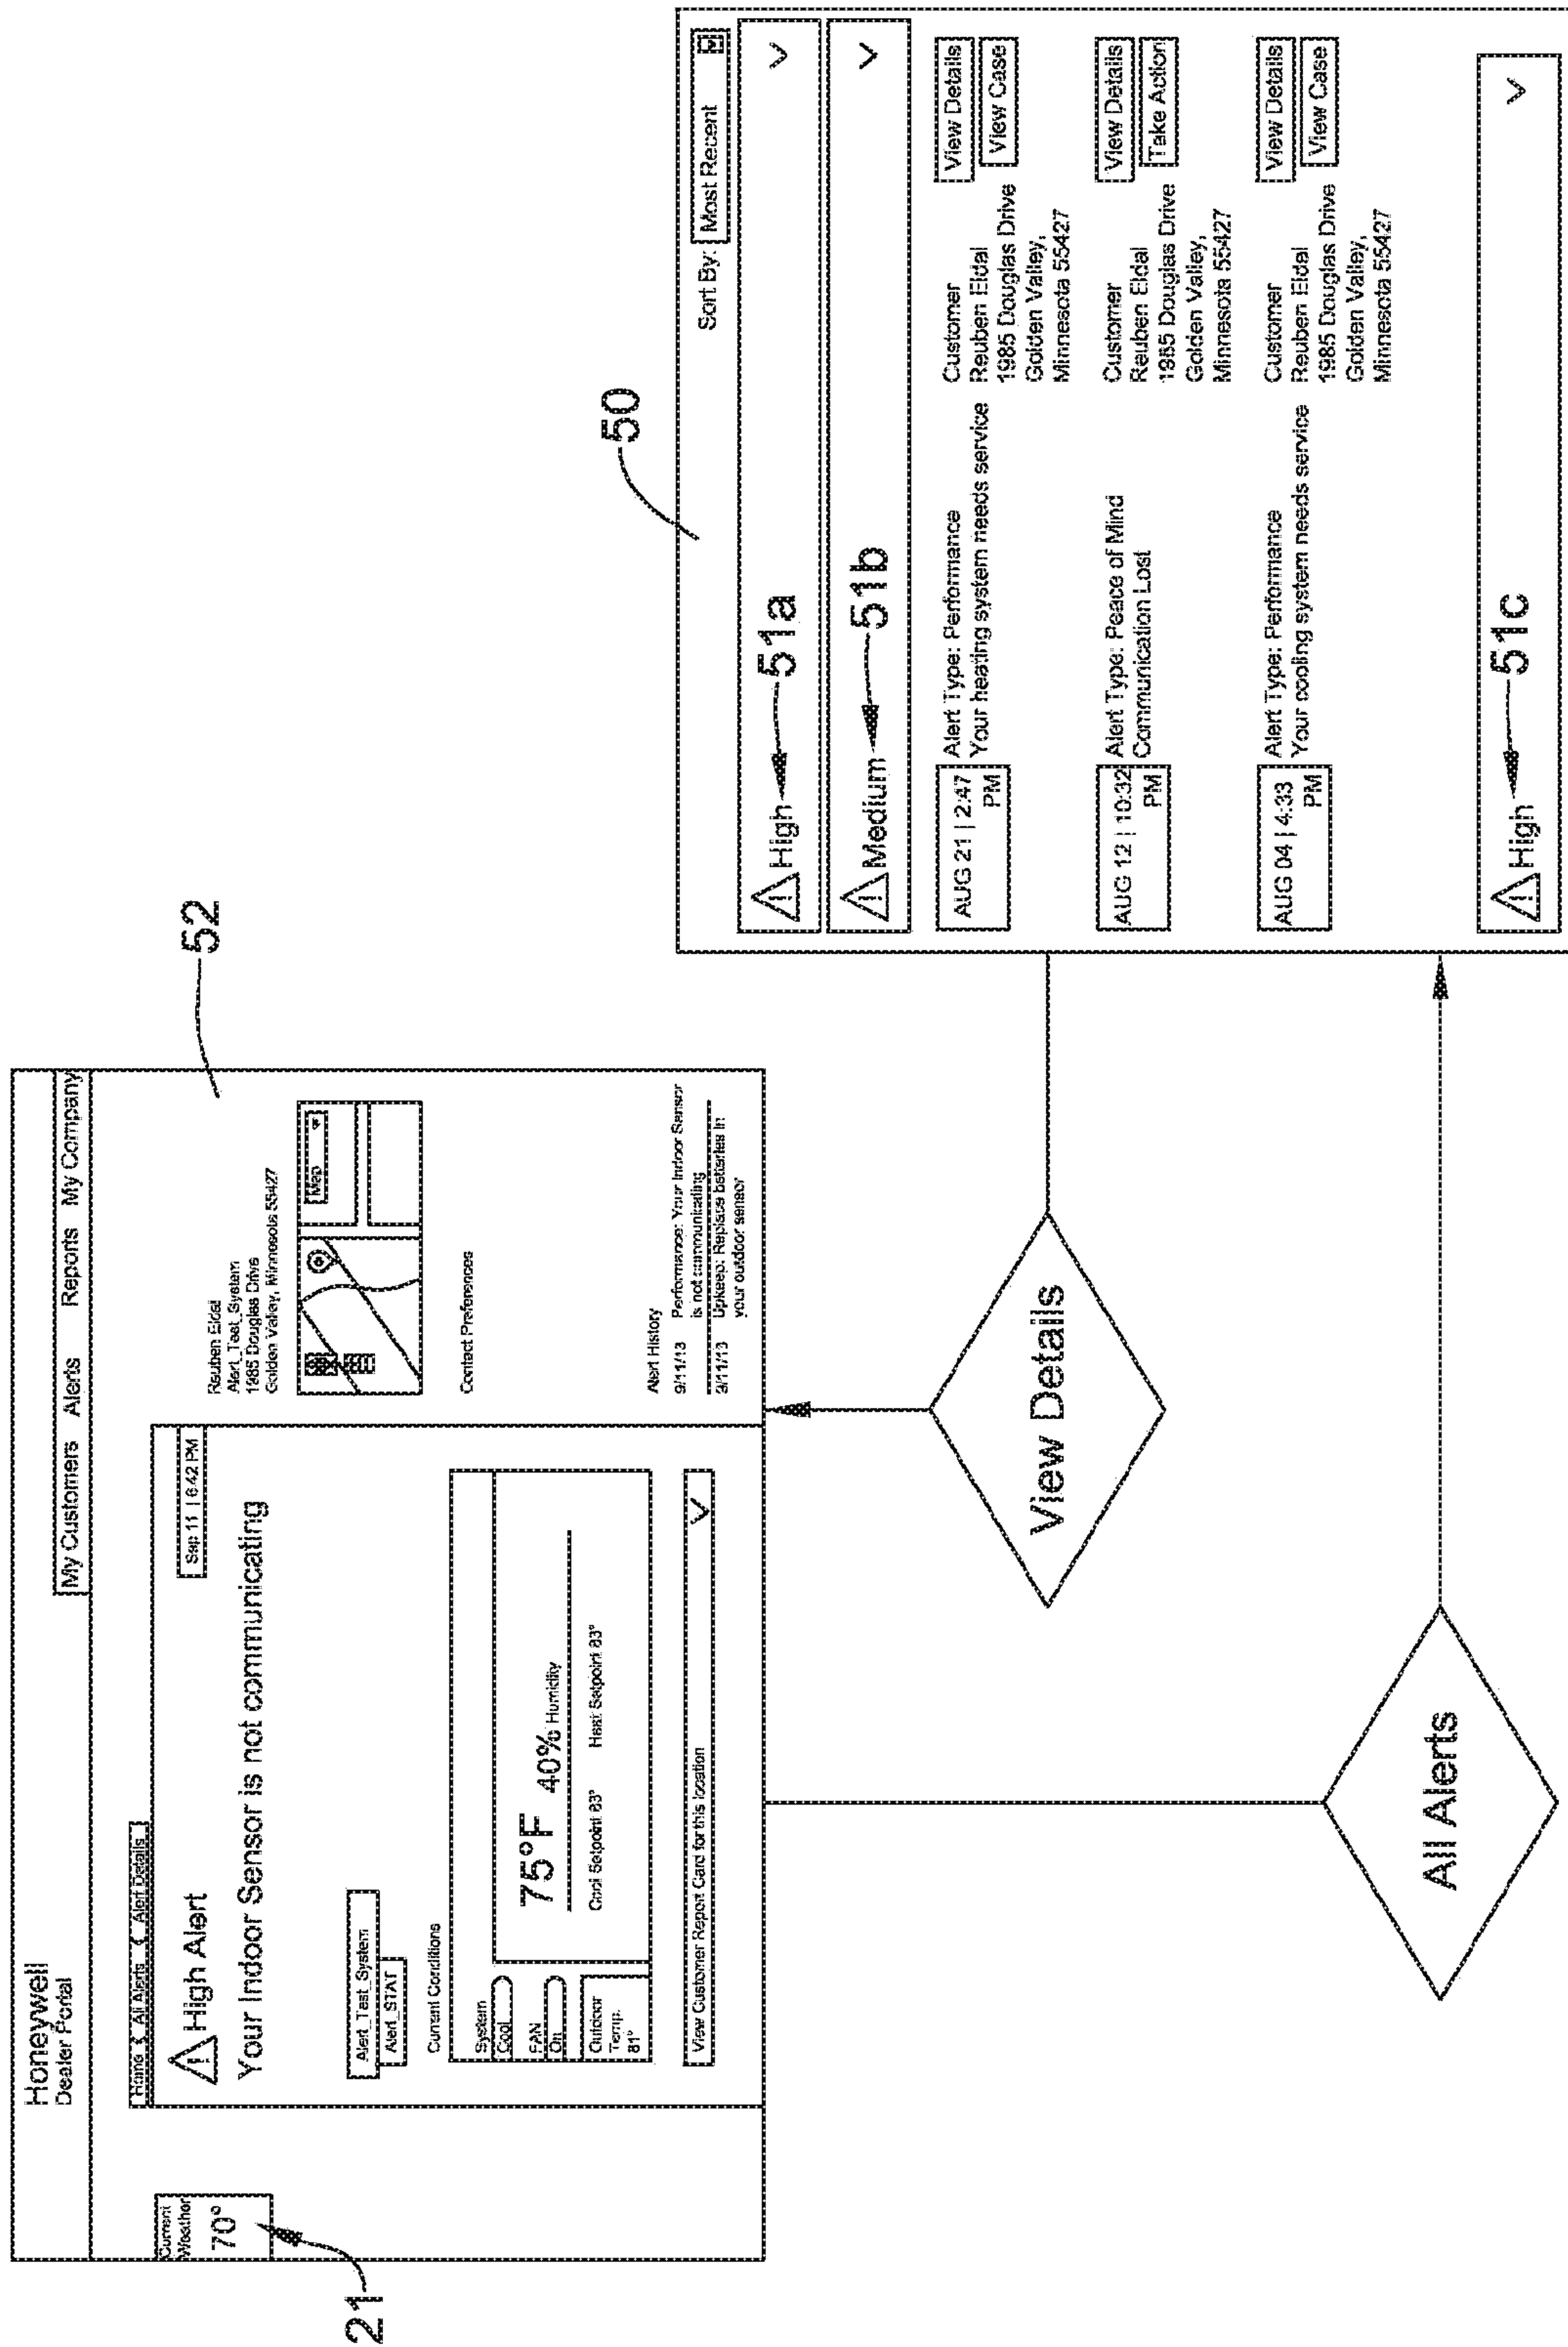 Honeywell
Dealer Portal
My Customers Alerts Reports My Company
Current
Weather
70°
21
Home < All Alerts < Alert Details
High Alert
Sep 11 | 6:42 PM
Your Indoor Sensor is not communicating
Alert_Test_System
Alert_STAT
Current Conditions
System
Cool
FAN
On
Outdoor
Temp.
81°
75°F 40% Humidity
Cool Setpoint 83° Heat Setpoint 83°
View Customer Report Card for this location
52
Reuben Eldal
Alert_Test_System
1985 Douglas Drive
Golden Valley, Minnesota 55427
Map
Contact Preferences
Alert History
9/11/13 Performance: Your Indoor Sensor
is not communicating
9/11/13 Upkeep: Replace batteries in
your outdoor sensor
View Details
All Alerts
50
Sort By: Most Recent
High 51a
Medium 51b
AUG 21 | 2:47
PM
Alert Type: Performance
Your heating system needs service
Customer
Reuben Eldal
1985 Douglas Drive
Golden Valley,
Minnesota 55427
View Details
View Case
AUG 12 | 10:32
PM
Alert Type: Peace of Mind
Communication Lost
Customer
Reuben Eldal
1985 Douglas Drive
Golden Valley,
Minnesota 55427
View Details
Take Action
AUG 04 | 4:33
PM
Alert Type: Performance
Your cooling system needs service
Customer
Reuben Eldal
1985 Douglas Drive
Golden Valley,
Minnesota 55427
View Details
View Case
High 51c